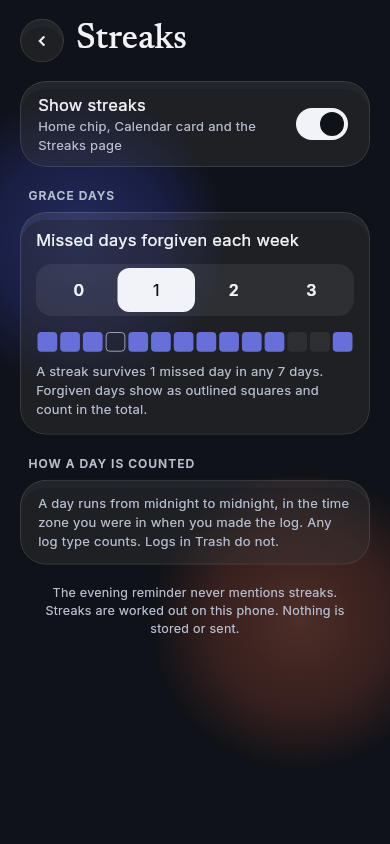 Streaks
Show streaks
Home chip, Calendar card and the
Streaks page
GRACE DAYS
Missed days forgiven each week
0 1 2 3
A streak survives 1 missed day in any 7 days.
Forgiven days show as outlined squares and
count in the total.
HOW A DAY IS COUNTED
A day runs from midnight to midnight, in the time
zone you were in when you made the log. Any
log type counts. Logs in Trash do not.
The evening reminder never mentions streaks.
Streaks are worked out on this phone. Nothing is
stored or sent.